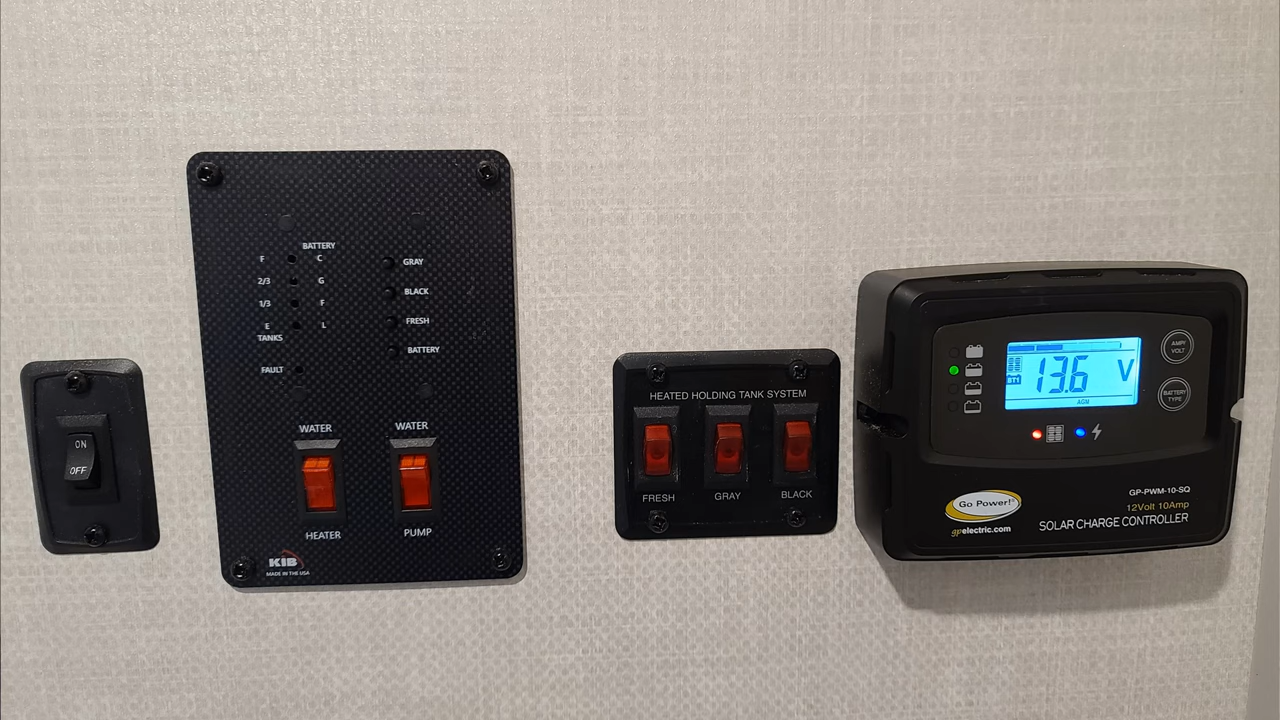 ON
OFF
BATTERY
F C
2/3 G
1/3 F
E L
TANKS
FAULT
GRAY
BLACK
FRESH
BATTERY
WATER
HEATER
WATER
PUMP
KIB
MADE IN THE USA
HEATED HOLDING TANK SYSTEM
FRESH GRAY BLACK
BT1 13.6 V
AGM
AMP/
VOLT
BATTERY
TYPE
Go Power!
gpelectric.com
GP-PWM-10-SQ
12Volt 10Amp
SOLAR CHARGE CONTROLLER